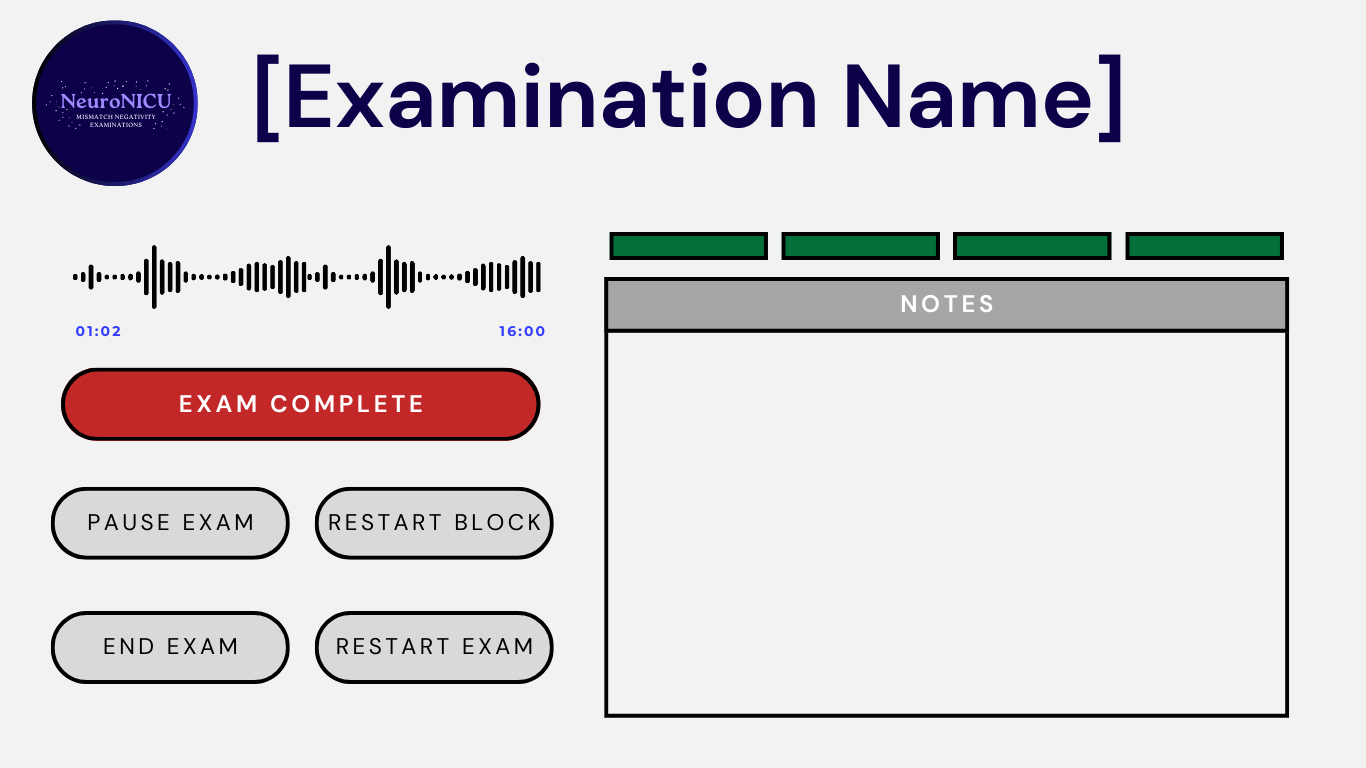 NeuroNICU
MISMATCH NEGATIVITY
EXAMINATIONS
[Examination Name]
01:02
16:00
EXAM COMPLETE
PAUSE EXAM
RESTART BLOCK
END EXAM
RESTART EXAM
NOTES